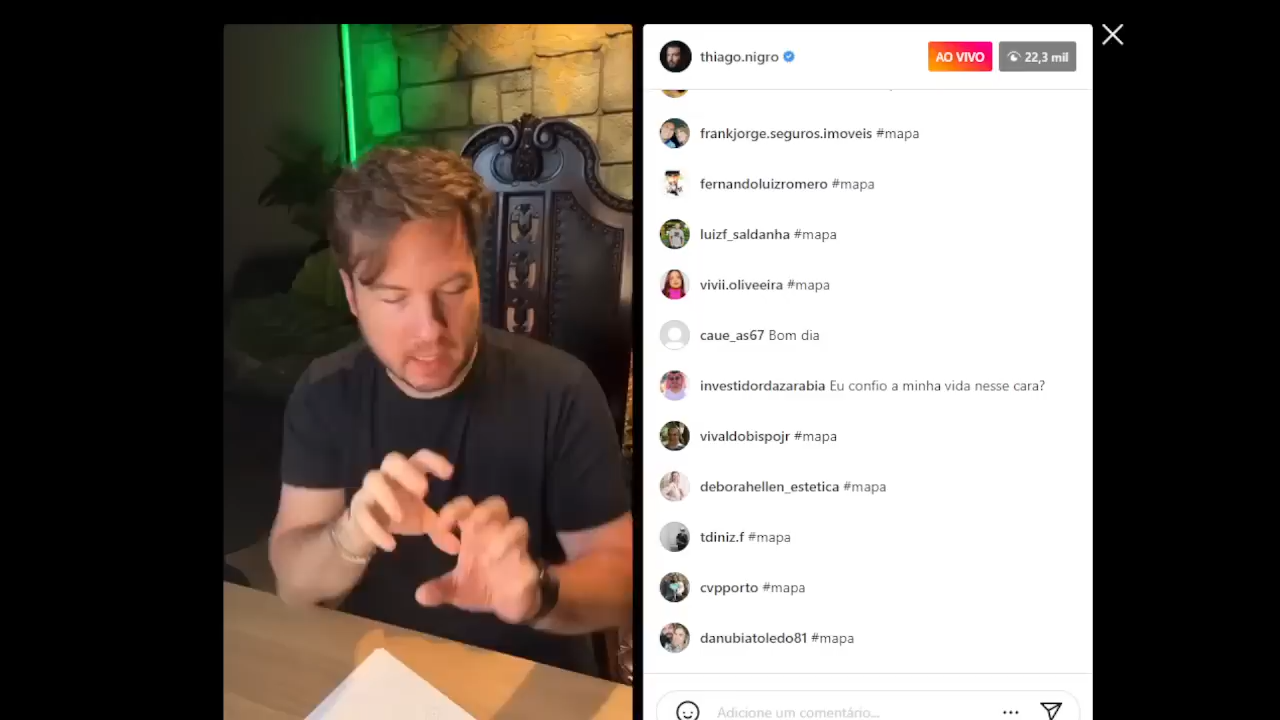 thiago.nigro
AO VIVO
22,3 mil
frankjorge.seguros.imoveis #mapa
fernandoluizromero #mapa
luizf_saldanha #mapa
vivii.oliveeira #mapa
caue_as67 Bom dia
investidordazarabia Eu confio a minha vida nesse cara?
vivaldobispojr #mapa
deborahellen_estetica #mapa
tdiniz.f #mapa
cvpporto #mapa
danubiatoledo81 #mapa
Adicione um comentário...